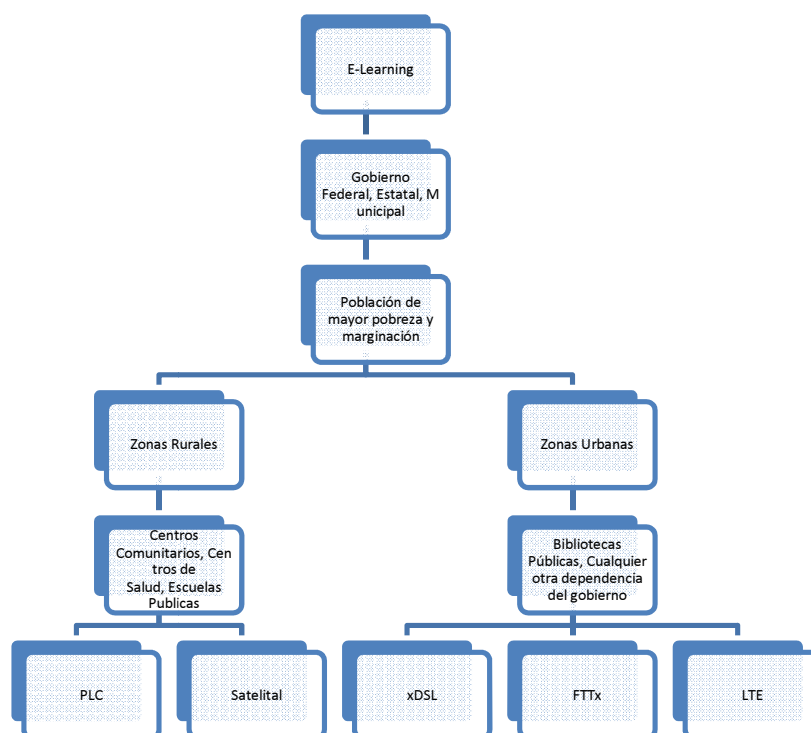 E-Learning
Gobierno
Federal, Estatal, M
unicipal
Población de
mayor pobreza y
marginación
Zonas Rurales
Zonas Urbanas
Centros
Comunitarios, Cen
tros de
Salud, Escuelas
Publicas
Bibliotecas
Públicas, Cualquier
otra dependencia
del gobierno
PLC
Satelital
xDSL
FTTx
LTE